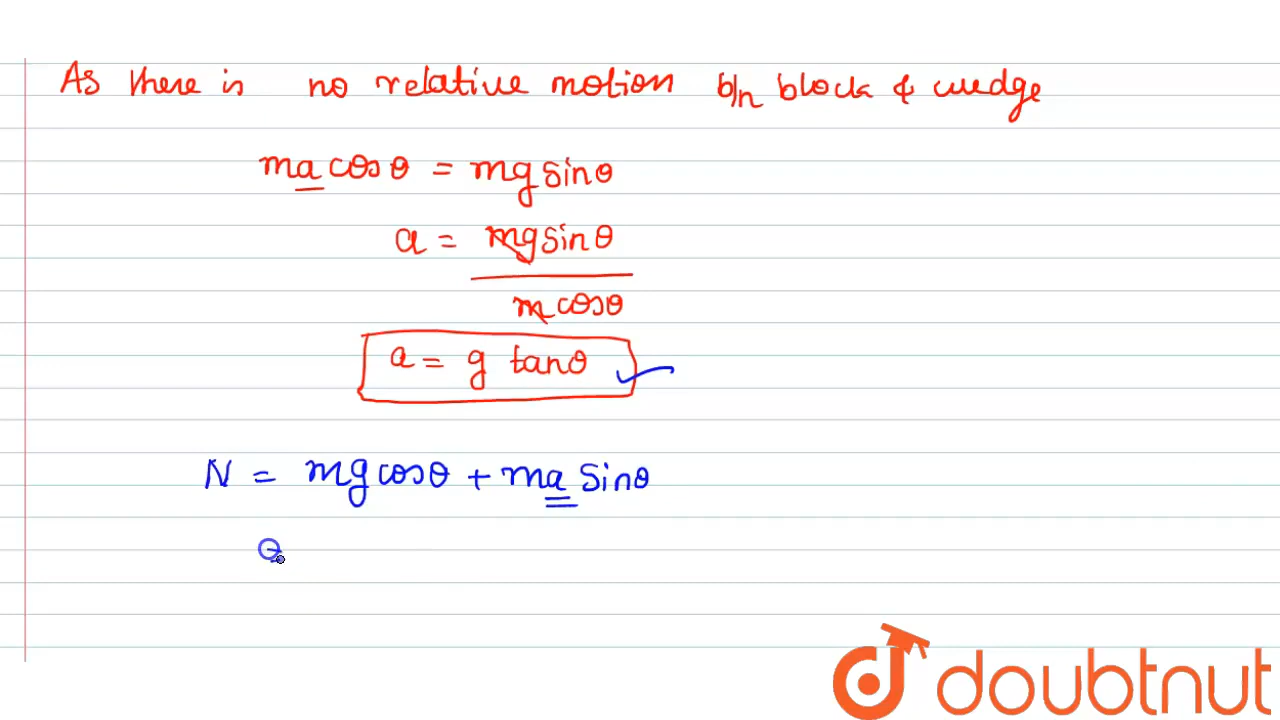 As there is no relative motion b/n block & wedge
ma cosθ = mg sinθ
a = mg sinθ
m cosθ
a = g tanθ
N = mg cosθ + ma sinθ
=
doubtnut